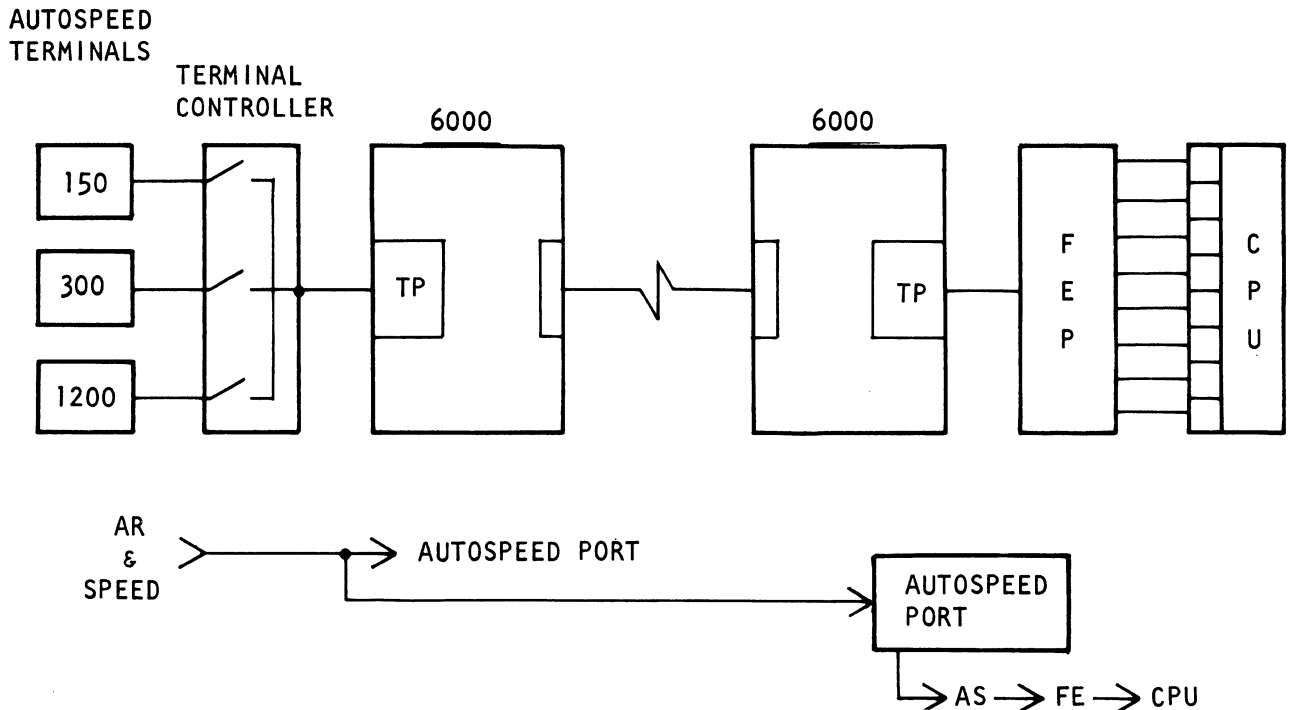 AUTOSPEED
TERMINALS
TERMINAL
CONTROLLER
6000
6000
150
300
1200
TP
TP
F
E
P
C
P
U
AR
&
SPEED
AUTOSPEED PORT
AUTOSPEED
PORT
AS
FE
CPU